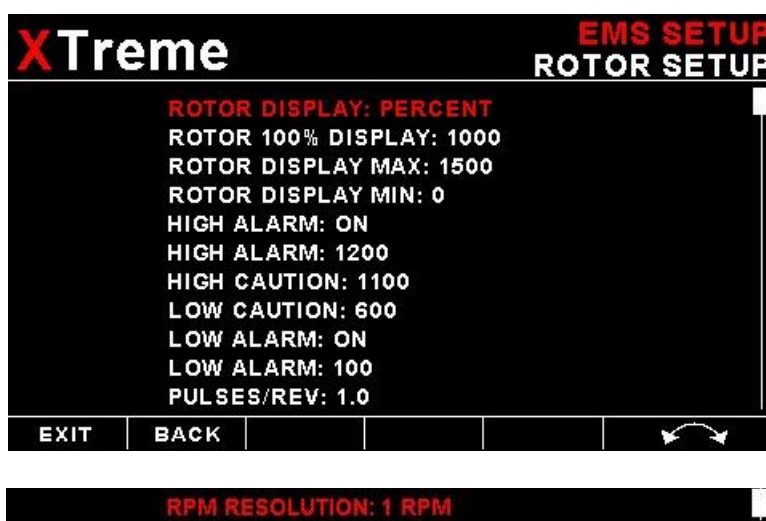 XTreme
EMS SETUP
ROTOR SETUP
ROTOR DISPLAY: PERCENT
ROTOR 100% DISPLAY: 1000
ROTOR DISPLAY MAX: 1500
ROTOR DISPLAY MIN: 0
HIGH ALARM: ON
HIGH ALARM: 1200
HIGH CAUTION: 1100
LOW CAUTION: 600
LOW ALARM: ON
LOW ALARM: 100
PULSES/REV: 1.0
EXIT BACK
RPM RESOLUTION: 1 RPM